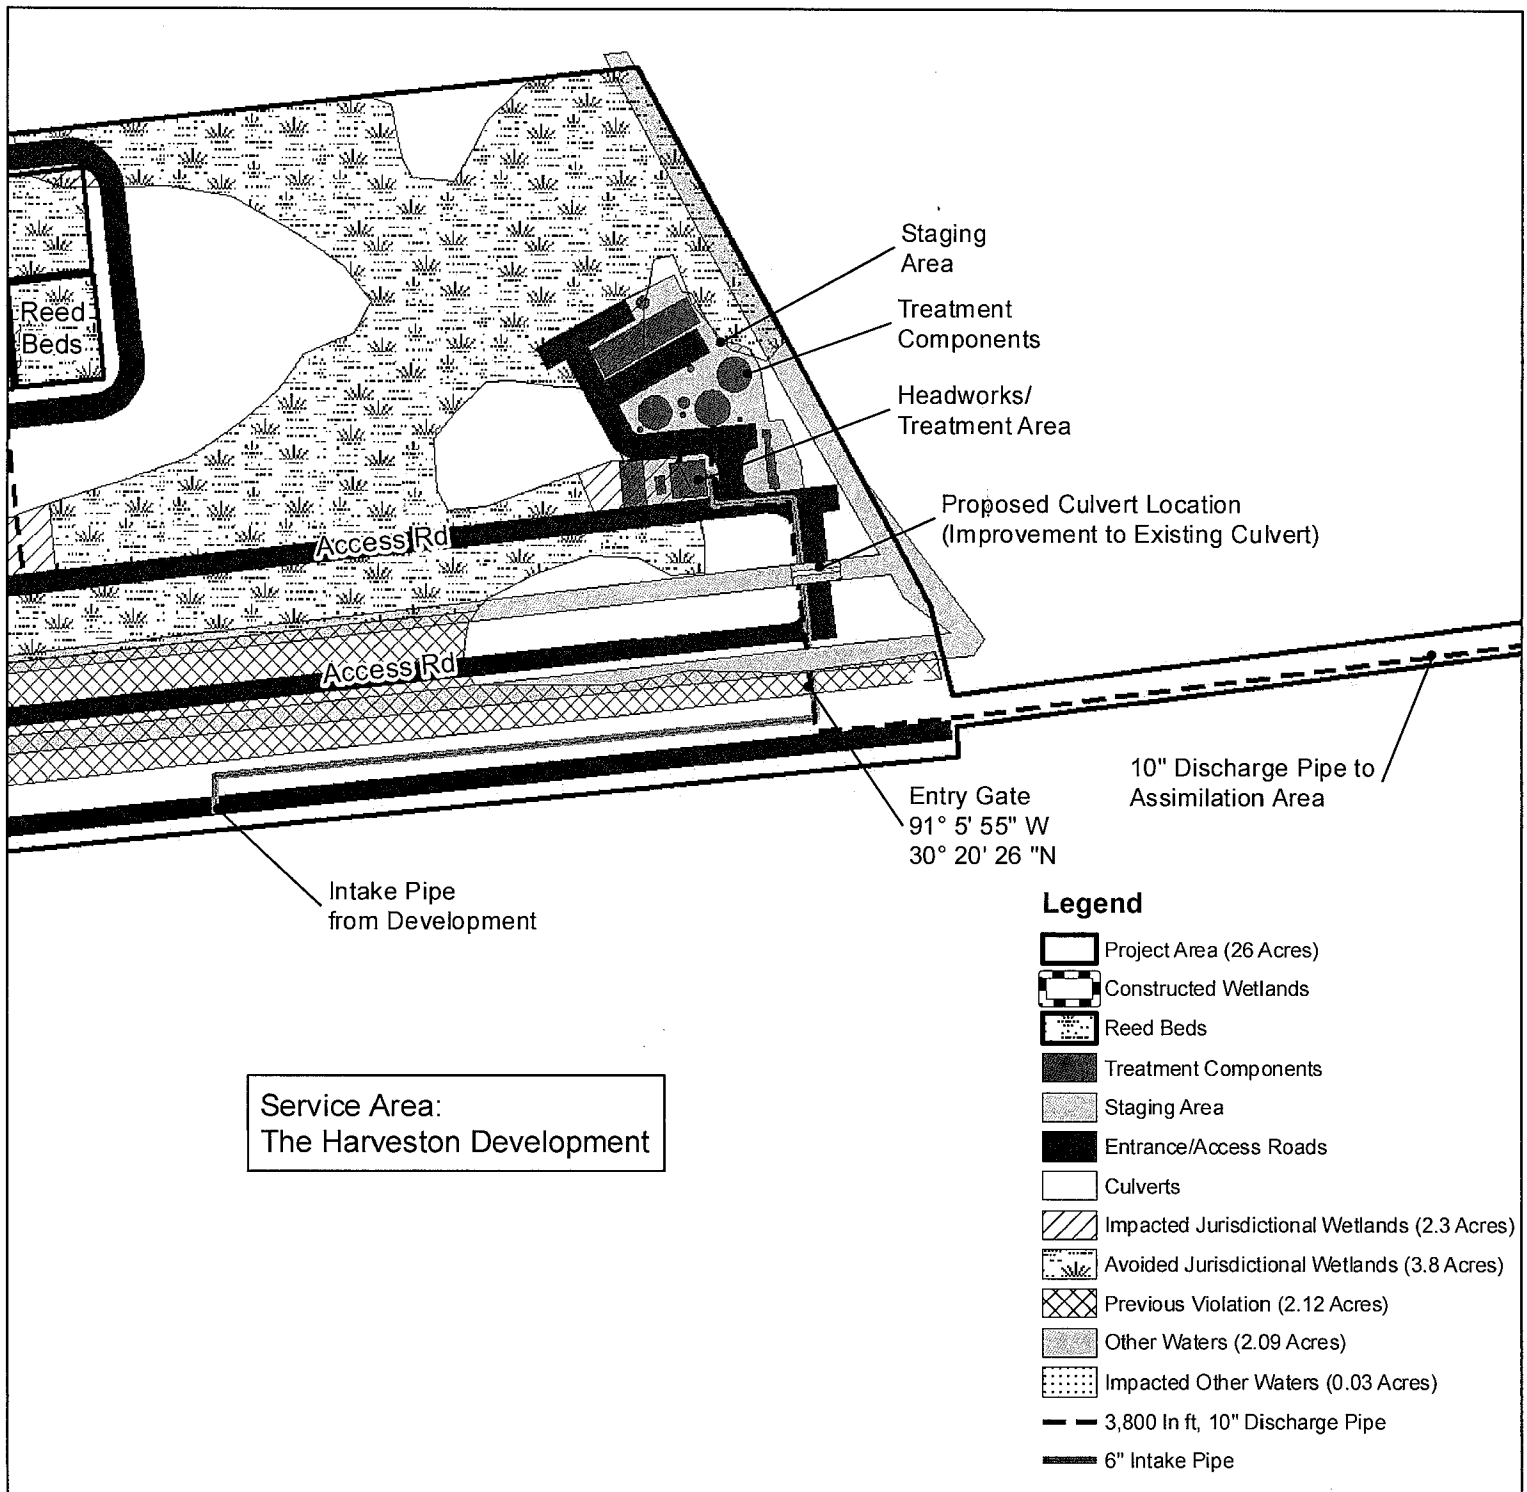 Staging
Area
Treatment
Components
Reed
Beds
Headworks/
Treatment Area
Proposed Culvert Location
(Improvement to Existing Culvert)
Access Rd
Access Rd
10" Discharge Pipe to
Assimilation Area
Entry Gate
91° 5' 55" W
30° 20' 26 "N
Intake Pipe
from Development
Legend
Project Area (26 Acres)
Constructed Wetlands
Reed Beds
Treatment Components
Staging Area
Entrance/Access Roads
Culverts
Impacted Jurisdictional Wetlands (2.3 Acres)
Avoided Jurisdictional Wetlands (3.8 Acres)
Previous Violation (2.12 Acres)
Other Waters (2.09 Acres)
Impacted Other Waters (0.03 Acres)
3,800 ln ft, 10" Discharge Pipe
6" Intake Pipe
Service Area:
The Harveston Development